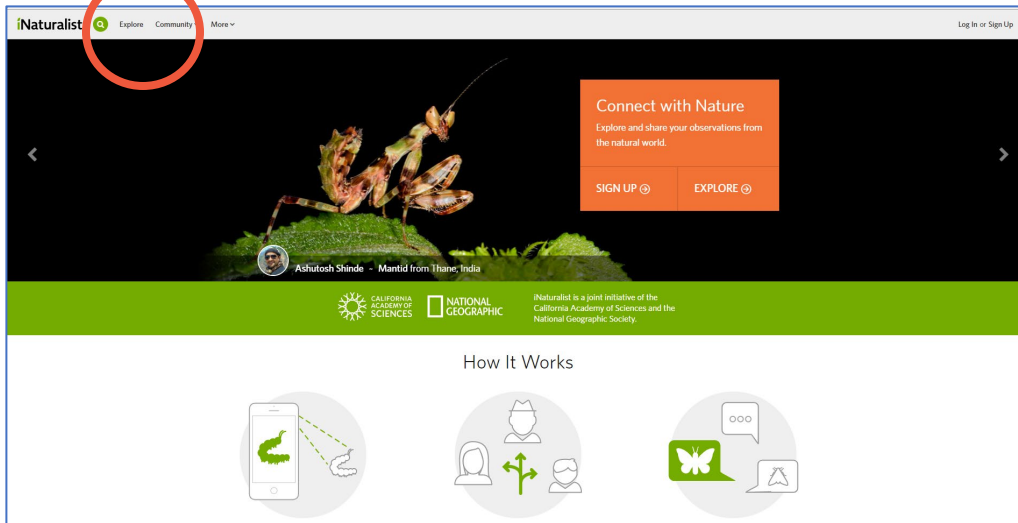 iNaturalist Explore Community More Log In or Sign Up
Connect with Nature
Explore and share your observations from
the natural world.
SIGN UP EXPLORE
Ashutosh Shinde - Mantid from Thane, India
CALIFORNIA
ACADEMY OF
SCIENCES
NATIONAL
GEOGRAPHIC
iNaturalist is a joint initiative of the
California Academy of Sciences and the
National Geographic Society.
How It Works